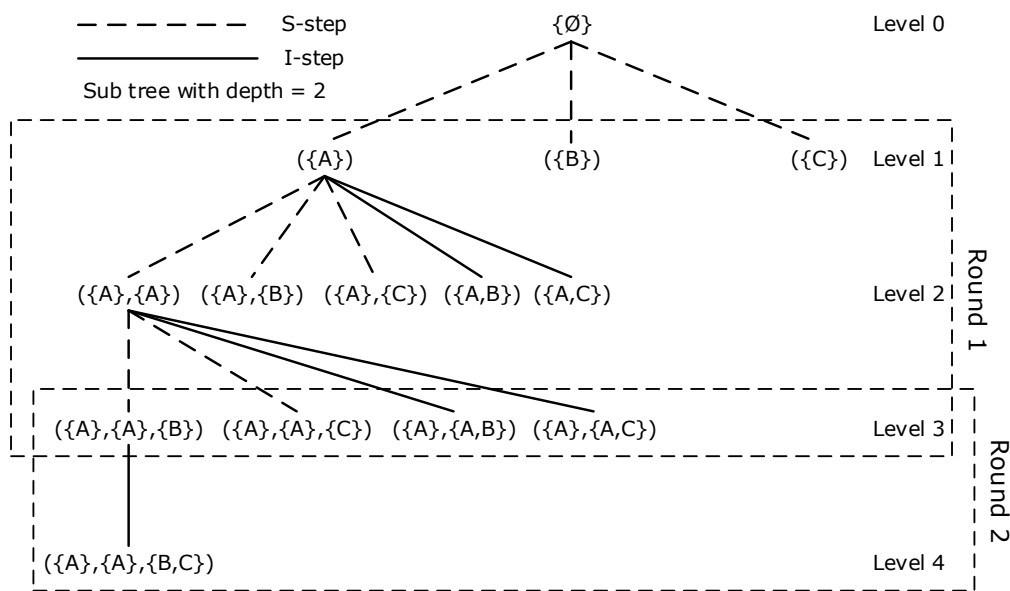 S-step
{Ø}
Level 0
I-step
Sub tree with depth = 2
({A})
({B})
({C})
Level 1
({A},{A})
({A},{B})
({A},{C})
({A,B})
({A,C})
Level 2
Round 1
({A},{A},{B})
({A},{A},{C})
({A},{A,B})
({A},{A,C})
Level 3
Round 2
({A},{A},{B,C})
Level 4